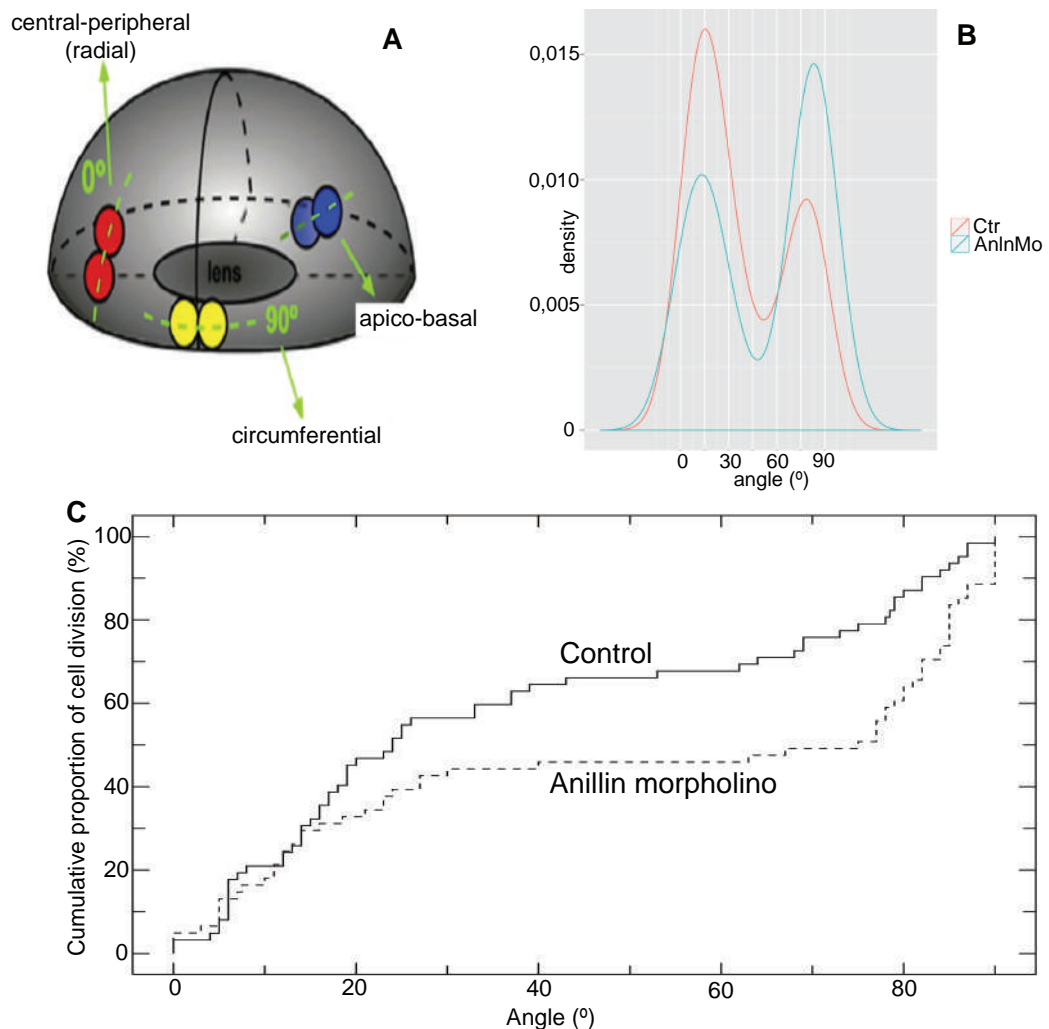 A
central-peripheral
(radial)
0º
lens
90º
apico-basal
circumferential
B
0,015
0,010
0,005
0
density
0 30 60 90
angle (º)
Ctr
AnlnMo
C
Cumulative proportion of cell division (%)
100
80
60
40
20
0
Control
Anillin morpholino
0 20 40 60 80
Angle (º)